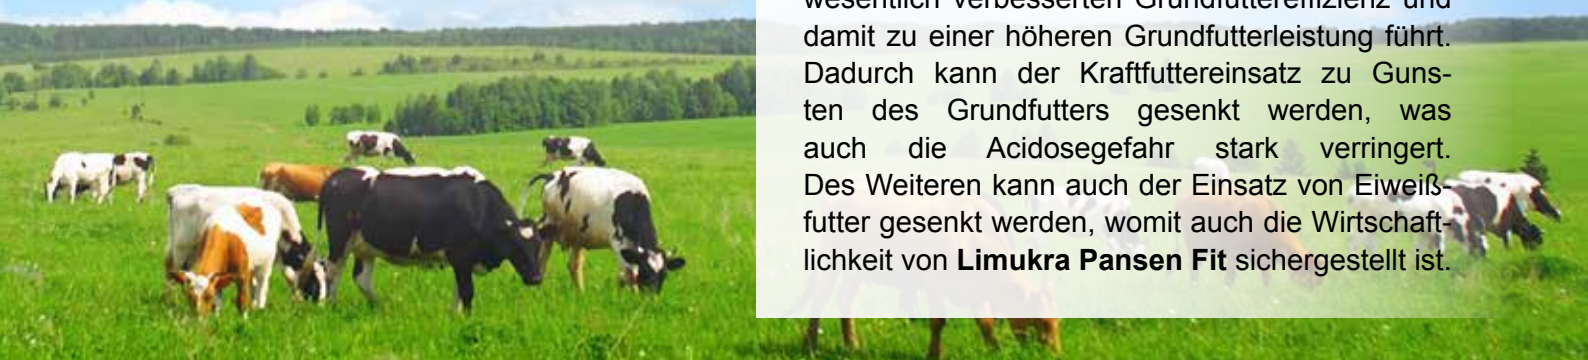 wesentlich verbesserten Grundfuttereffizienz und
damit zu einer höheren Grundfutterleistung führt.
Dadurch kann der Kraftfuttereinsatz zu Guns-
ten des Grundfutters gesenkt werden, was
auch die Acidosegefahr stark verringert.
Des Weiteren kann auch der Einsatz von Eiweiß-
futter gesenkt werden, womit auch die Wirtschaft-
lichkeit von Limukra Pansen Fit sichergestellt ist.